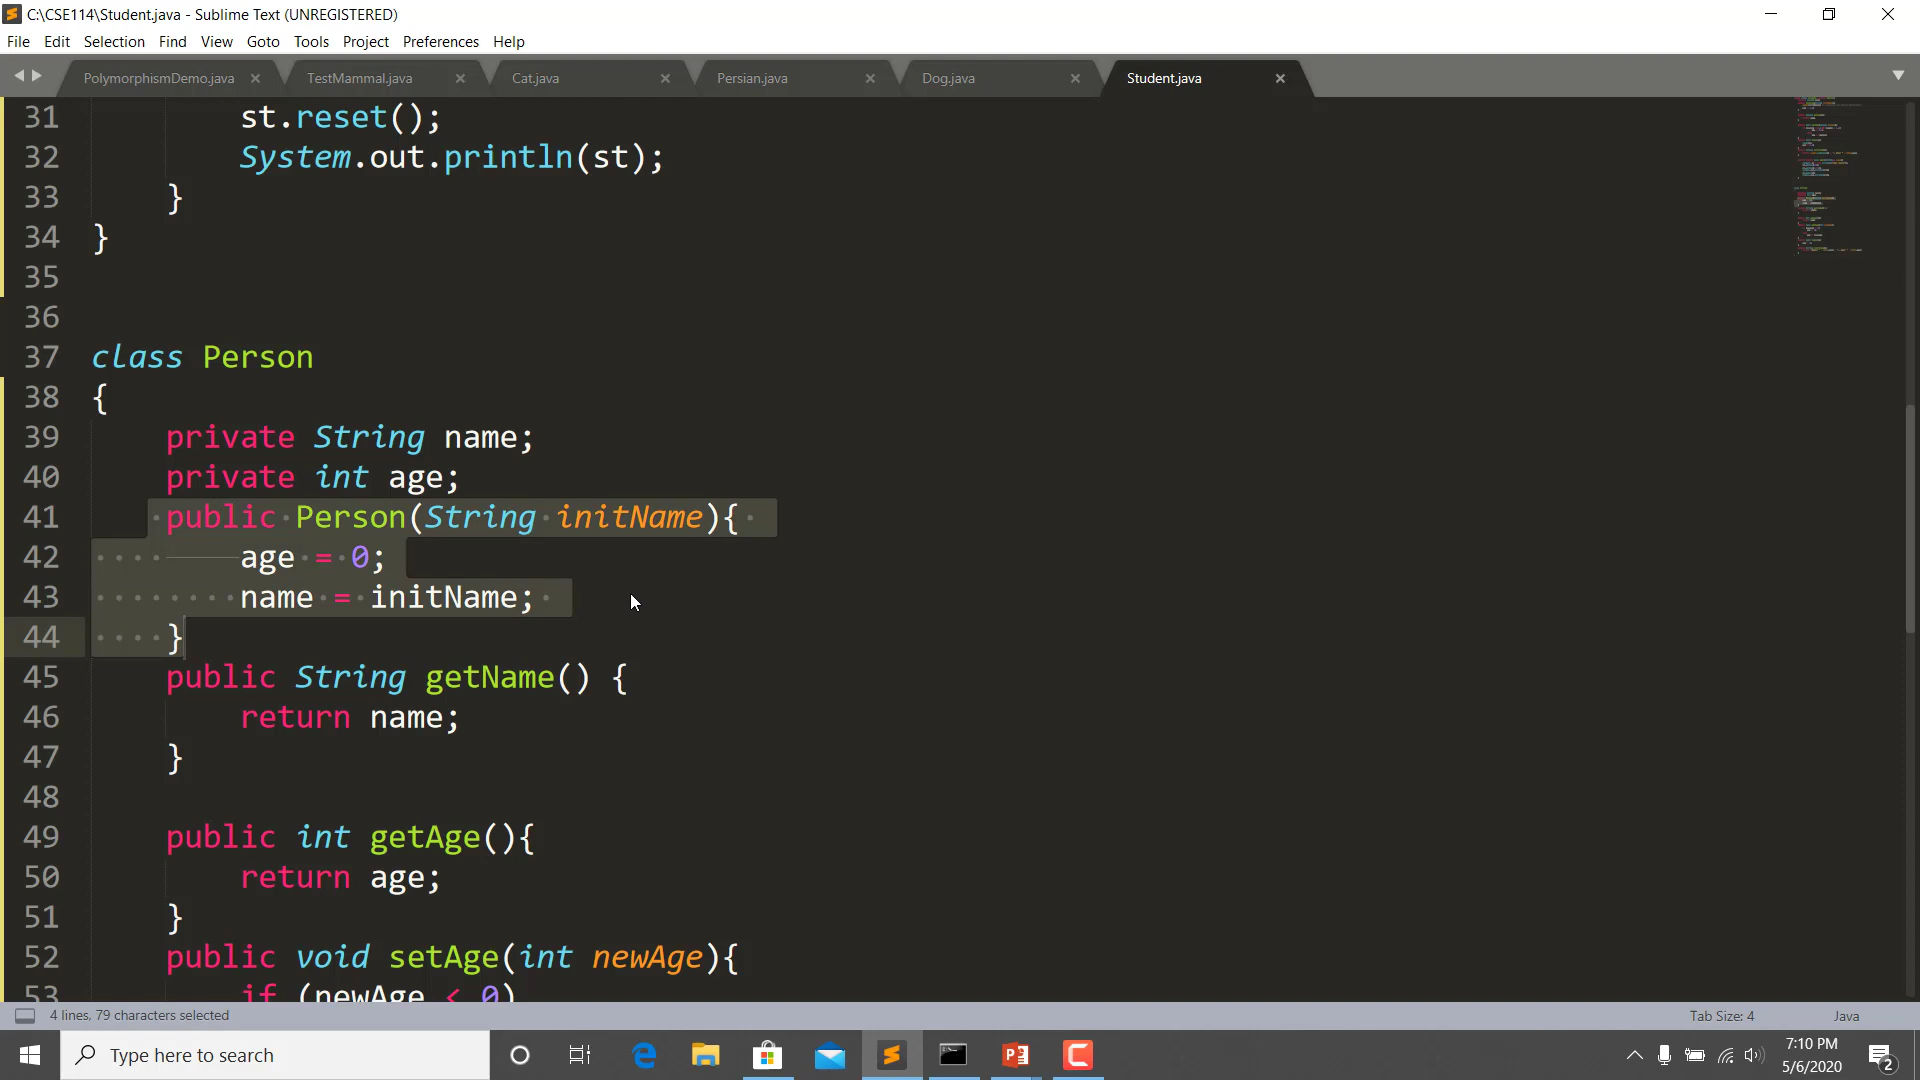 C:\CSE114\Student.java - Sublime Text (UNREGISTERED)
File Edit Selection Find View Goto Tools Project Preferences Help
PolymorphismDemo.java TestMammal.java Cat.java Persian.java Dog.java Student.java
31 st.reset();
32 System.out.println(st);
33 }
34 }
35
36
37 class Person
38 {
39 private String name;
40 private int age;
41 public Person(String initName){
42 age = 0;
43 name = initName;
44 }
45 public String getName() {
46 return name;
47 }
48
49 public int getAge(){
50 return age;
51 }
52 public void setAge(int newAge){
53 if (newAge < 0)
4 lines, 79 characters selected Tab Size: 4 Java
Type here to search
7:10 PM
5/6/2020
2